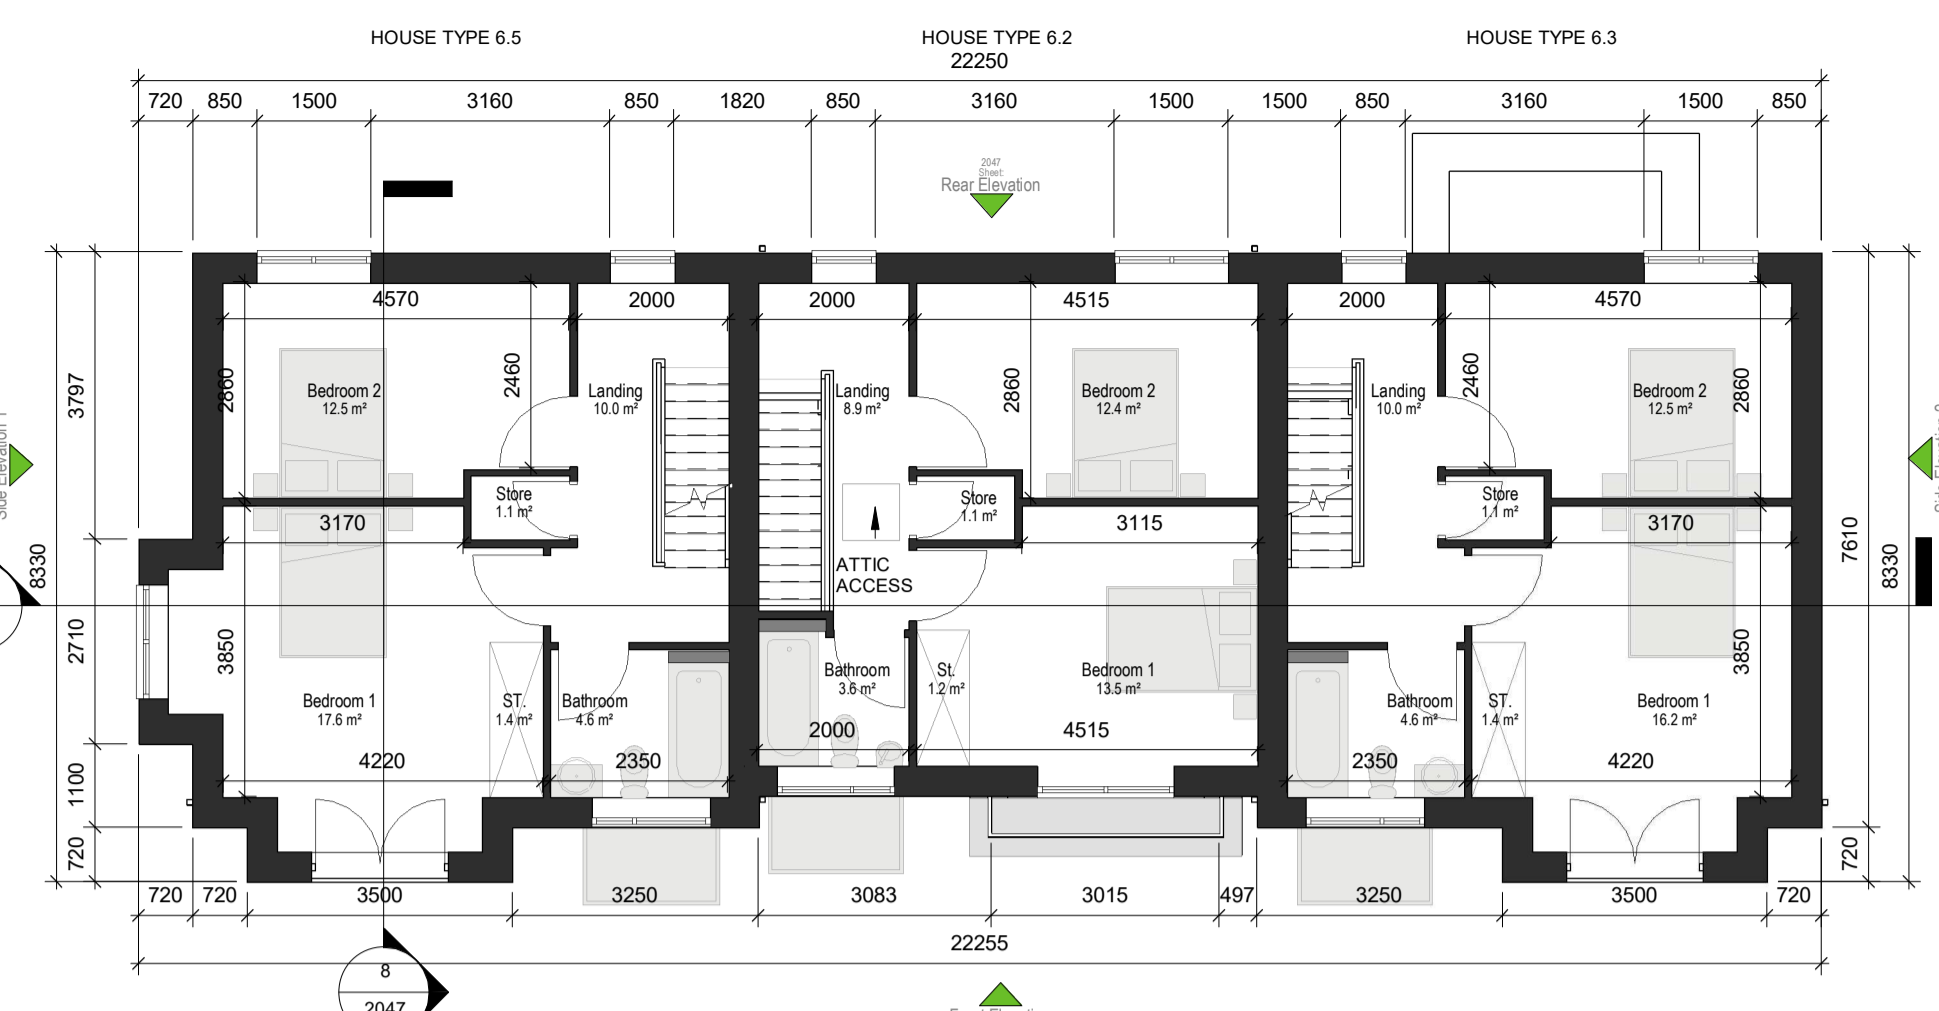 HOUSE TYPE 6.5 HOUSE TYPE 6.2 HOUSE TYPE 6.3
22250
720 850 1500 3160 850 1820 850 3160 1500 1500 850 3160 1500 850
2047
Sheet:
Rear Elevation
4570 2000 2000 4515 2000 4570
2860 2460 2860 2460 2860
3797
Bedroom 2
12.5 m²
Landing
10.0 m²
Landing
8.9 m²
Bedroom 2
12.4 m²
Landing
10.0 m²
Bedroom 2
12.5 m²
Side Elevation
Store
1.1 m²
Store
1.1 m²
Store
1.1 m²
3170 3115 3170
8330
7610
8330
ATTIC
ACCESS
2710
3850
3850
Bedroom 1
17.6 m²
ST.
1.4 m²
Bathroom
4.6 m²
Bathroom
3.6 m²
St.
1.2 m²
Bedroom 1
13.5 m²
Bathroom
4.6 m²
ST.
1.4 m²
Bedroom 1
16.2 m²
2000 4515
4220 2350 2350 4220
1100
720
720
720 720 3500 3250 3083 3015 497 3250 3500 720
22255
8
2047